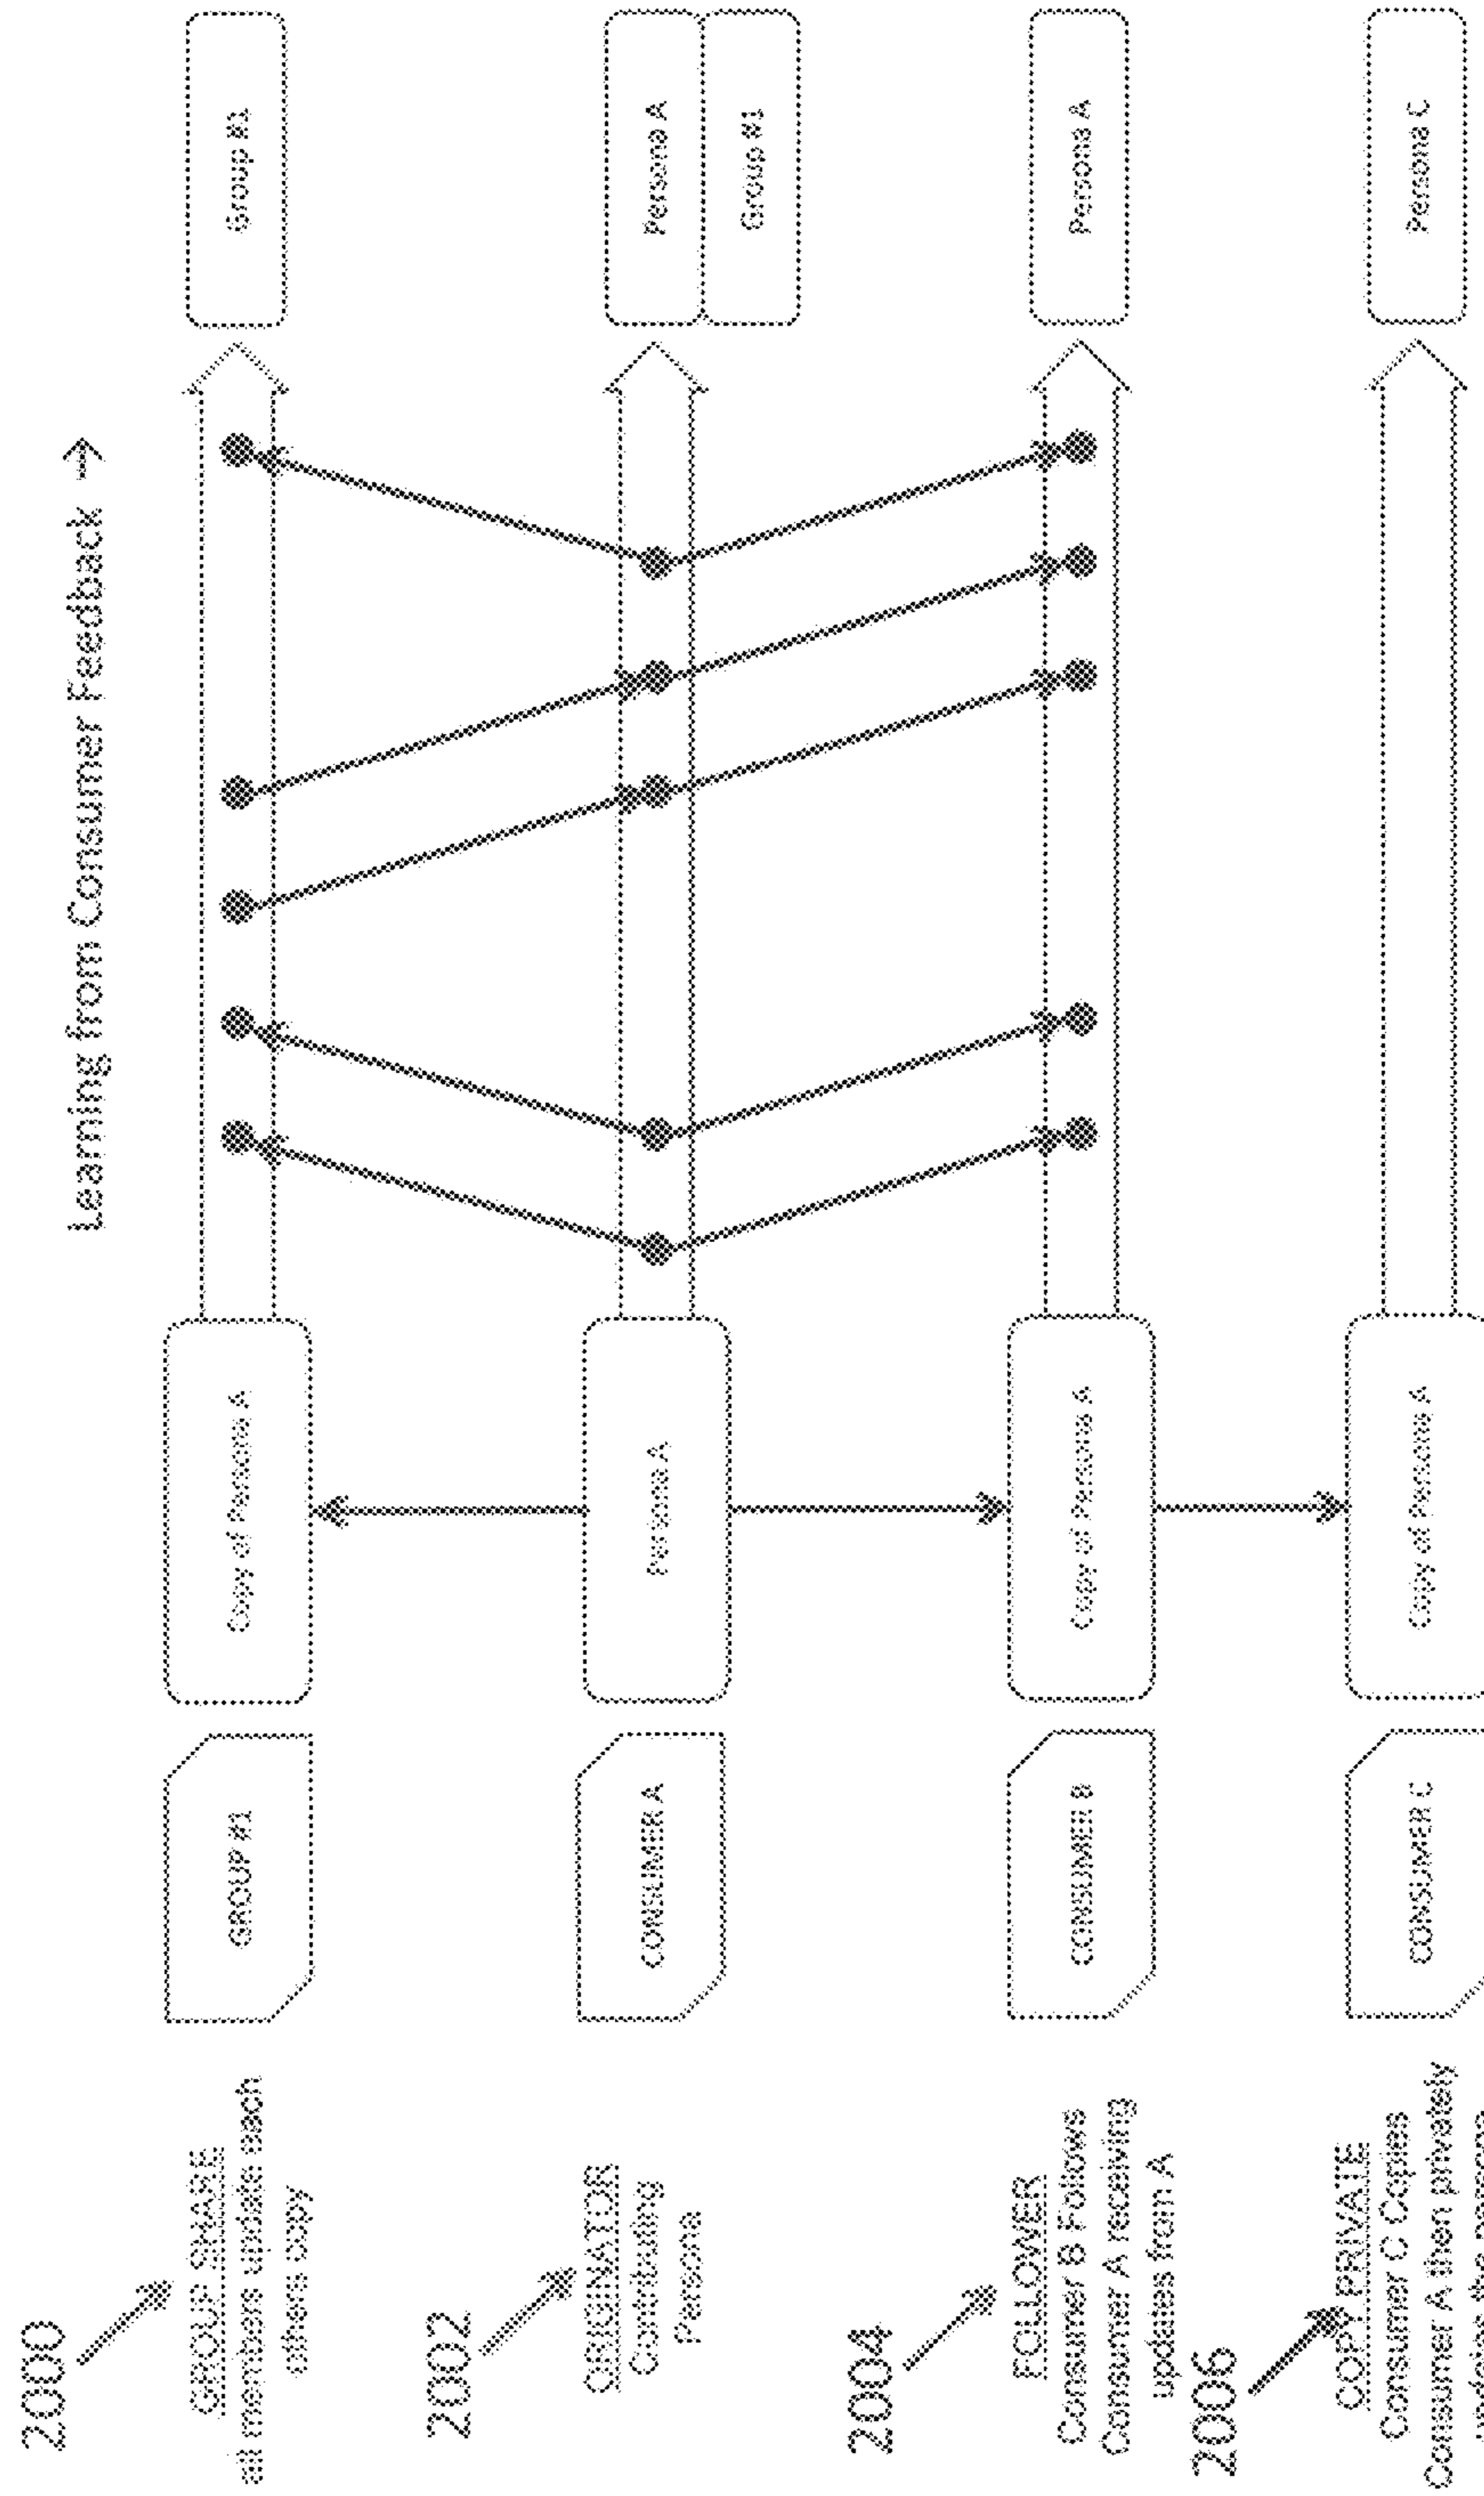 Learning from Consumer Feedback →
2000
GROUP SHARE
all members update each
others copy
GROUP #1
Copy of Persona A
Group #1
2002
ORIGINATOR
Contributing
Persona
CONSUMER A
Persona A
Persona A
Group #1
2004
FOLLOWER
Consumer B Follows
Consumer A receiving
updates from A
CONSUMER B
Copy of Persona A
Persona A
2006
COPY PRIVATE
Consumer C Copies
Consumer A then privately
CONSUMER C
Copy of Persona A
Persona C